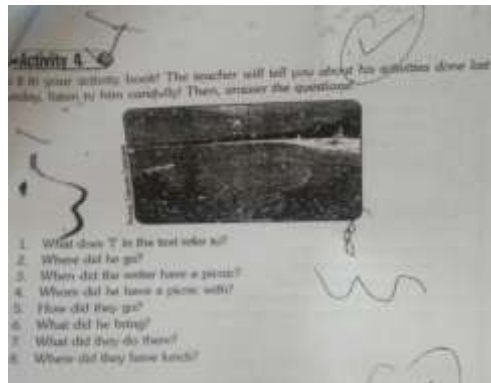 Activity 4
it in your activity book! The teacher will tell you about his activities done last
listen to him carefully! Then, answer the questions!
1. What does 'I' in the text refer to?
2. Where did he go?
3. When did the writer have a picnic?
4. Whom did he have a picnic with?
5. How did they go?
6. What did he bring?
7. What did they do there?
8. Where did they have lunch?